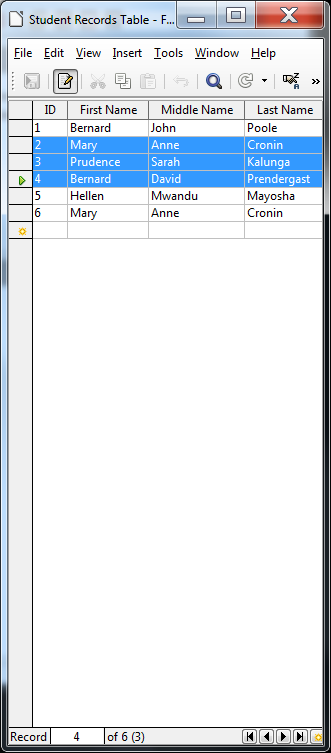 Student Records Table - F...
File Edit View Insert Tools Window Help
ID First Name Middle Name Last Name
1 Bernard John Poole
2 Mary Anne Cronin
3 Prudence Sarah Kalunga
4 Bernard David Prendergast
5 Hellen Mwandu Mayosha
6 Mary Anne Cronin
Record 4 of 6 (3)